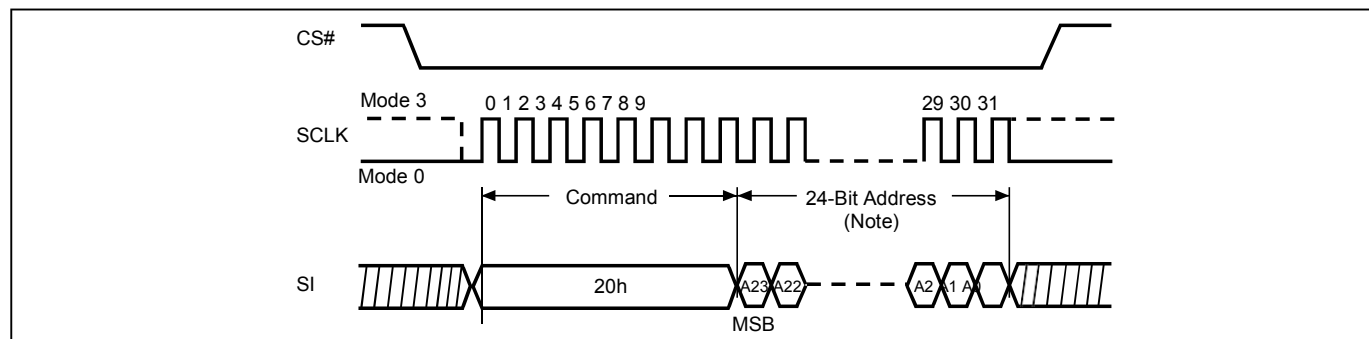 CS#
Mode 3
0 1 2 3 4 5 6 7 8 9
29 30 31
SCLK
Mode 0
Command
24-Bit Address
(Note)
SI
20h
A23
A22
A2
A1
A0
MSB